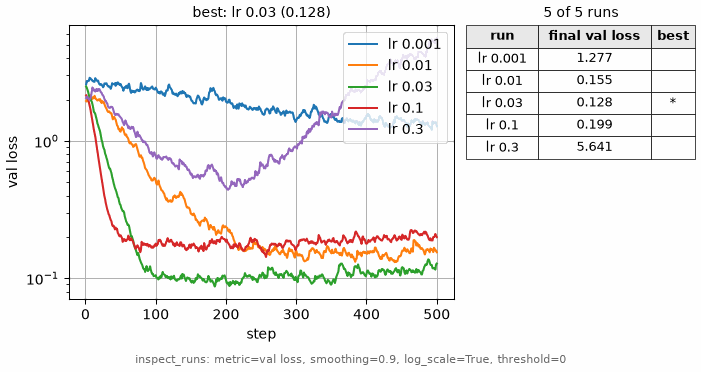 best: lr 0.03 (0.128)
5 of 5 runs
lr 0.001
lr 0.01
lr 0.03
lr 0.1
lr 0.3
val loss
10⁰
10⁻¹
0 100 200 300 400 500
step
run final val loss best
lr 0.001 1.277
lr 0.01 0.155
lr 0.03 0.128 *
lr 0.1 0.199
lr 0.3 5.641
inspect_runs: metric=val loss, smoothing=0.9, log_scale=True, threshold=0